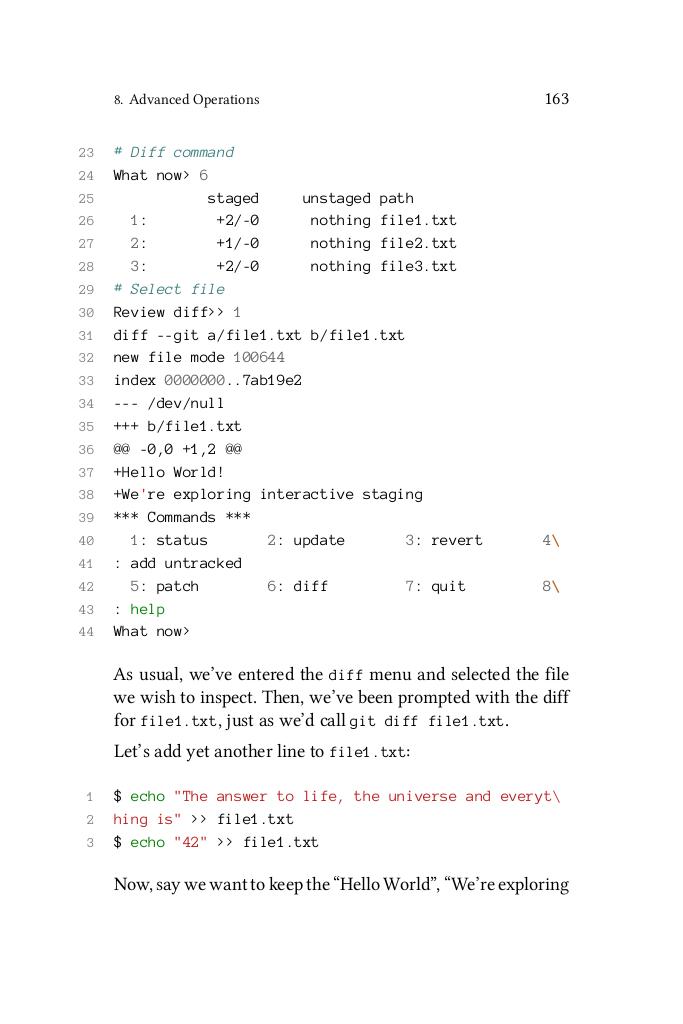 8. Advanced Operations 163
23 # Diff command
24 What now> 6
25            staged     unstaged path
26   1:        +2/-0      nothing file1.txt
27   2:        +1/-0      nothing file2.txt
28   3:        +2/-0      nothing file3.txt
29 # Select file
30 Review diff>> 1
31 diff --git a/file1.txt b/file1.txt
32 new file mode 100644
33 index 0000000..7ab19e2
34 --- /dev/null
35 +++ b/file1.txt
36 @@ -0,0 +1,2 @@
37 +Hello World!
38 +We're exploring interactive staging
39 *** Commands ***
40   1: status       2: update       3: revert       4\
41 : add untracked
42   5: patch        6: diff         7: quit         8\
43 : help
44 What now>
As usual, we’ve entered the diff menu and selected the file
we wish to inspect. Then, we’ve been prompted with the diff
for file1.txt, just as we’d call git diff file1.txt.
Let’s add yet another line to file1.txt:
1 $ echo "The answer to life, the universe and everyt\
2 hing is" >> file1.txt
3 $ echo "42" >> file1.txt
Now, say we want to keep the “Hello World”, “We’re exploring